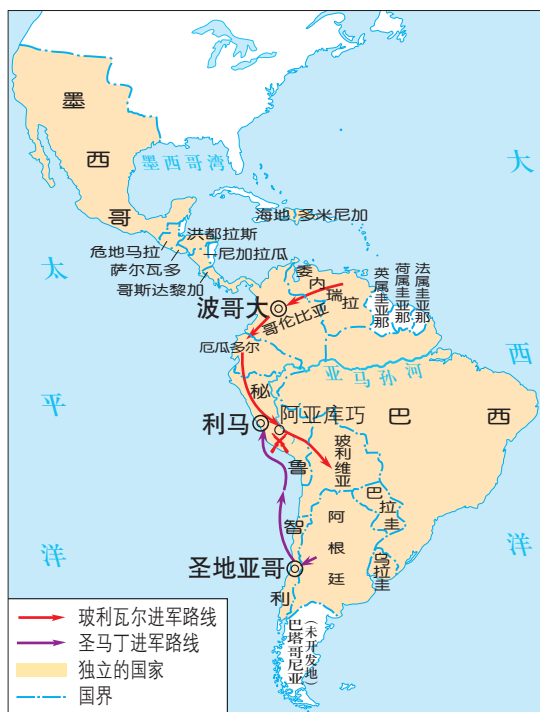 墨西哥
墨西哥湾
大西洋
太平洋
海地
多米尼加
洪都拉斯
危地马拉
尼加拉瓜
萨尔瓦多
哥斯达黎加
委内瑞拉
英属圭亚那
荷属圭亚那
法属圭亚那
波哥大
哥伦比亚
厄瓜多尔
亚马孙河
秘鲁
巴西
利马
阿亚库巧
玻利维亚
巴拉圭
智利
阿根廷
乌拉圭
圣地亚哥
巴塔哥尼亚
(未开发地)
玻利瓦尔进军路线
圣马丁进军路线
独立的国家
国界